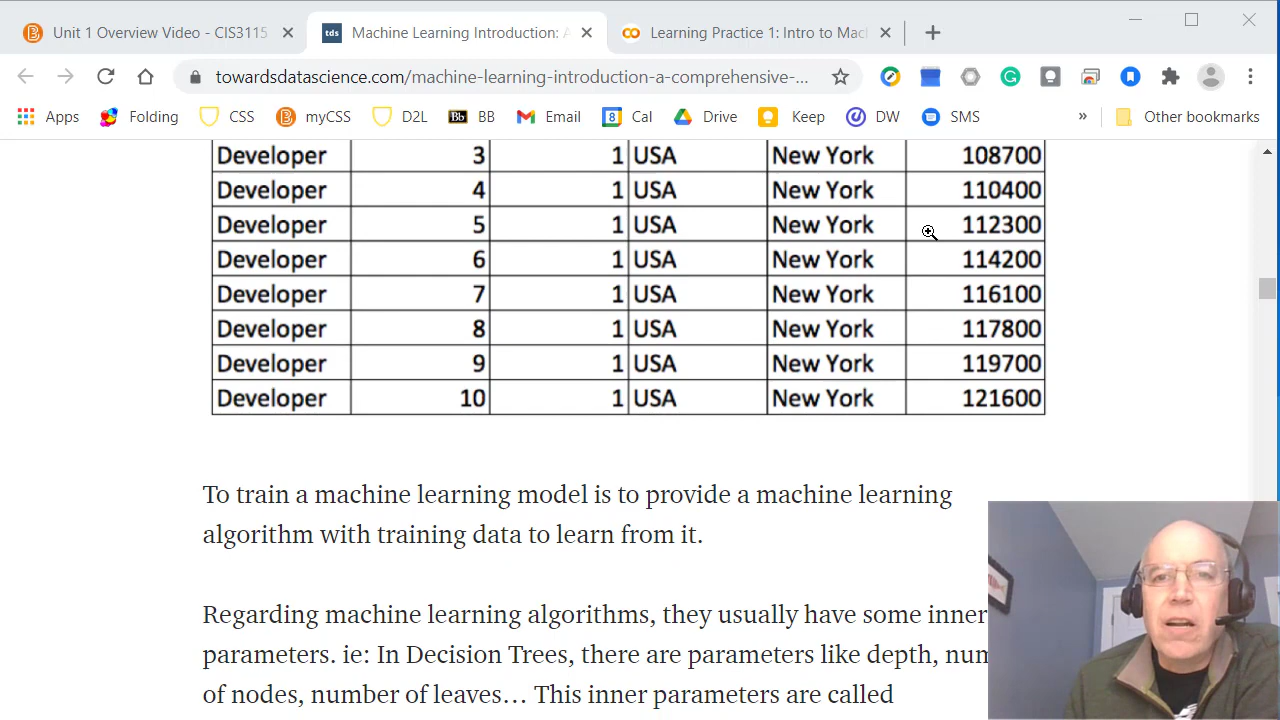 Unit 1 Overview Video - CIS3115
tds Machine Learning Introduction: A
Learning Practice 1: Intro to Macl
towardsdatascience.com/machine-learning-introduction-a-comprehensive-...
Apps Folding CSS myCSS D2L Bb BB Email 8 Cal Drive Keep DW SMS » Other bookmarks
Developer 3 1 USA New York 108700
Developer 4 1 USA New York 110400
Developer 5 1 USA New York 112300
Developer 6 1 USA New York 114200
Developer 7 1 USA New York 116100
Developer 8 1 USA New York 117800
Developer 9 1 USA New York 119700
Developer 10 1 USA New York 121600
To train a machine learning model is to provide a machine learning
algorithm with training data to learn from it.
Regarding machine learning algorithms, they usually have some inner
parameters. ie: In Decision Trees, there are parameters like depth, num
of nodes, number of leaves... This inner parameters are called